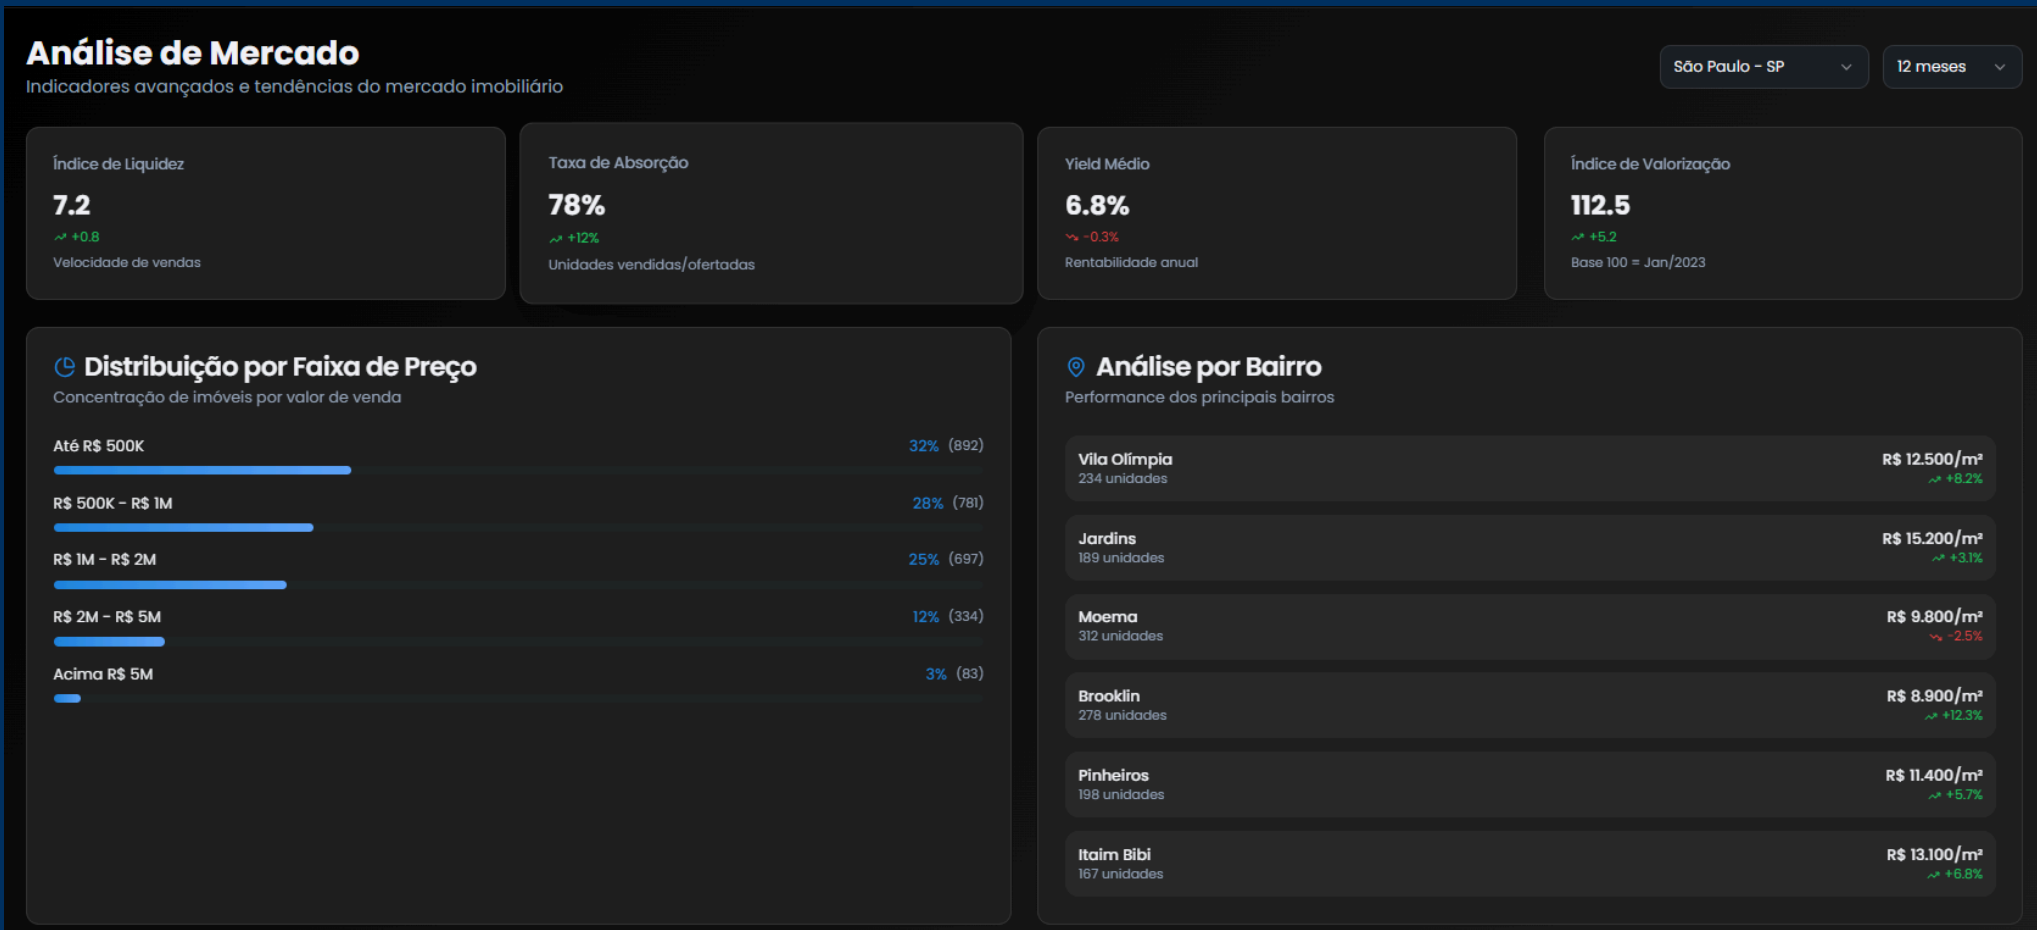 Análise de Mercado
Indicadores avançados e tendências do mercado imobiliário
São Paulo - SP
12 meses
Índice de Liquidez
7.2
+0.8
Velocidade de vendas
Taxa de Absorção
78%
+12%
Unidades vendidas/ofertadas
Yield Médio
6.8%
-0.3%
Rentabilidade anual
Índice de Valorização
112.5
+5.2
Base 100 = Jan/2023
Distribuição por Faixa de Preço
Concentração de imóveis por valor de venda
Até R$ 500K 32% (892)
R$ 500K - R$ 1M 28% (781)
R$ 1M - R$ 2M 25% (697)
R$ 2M - R$ 5M 12% (334)
Acima R$ 5M 3% (83)
Análise por Bairro
Performance dos principais bairros
Vila Olímpia R$ 12.500/m²
234 unidades +8.2%
Jardins R$ 15.200/m²
189 unidades +3.1%
Moema R$ 9.800/m²
312 unidades -2.5%
Brooklin R$ 8.900/m²
278 unidades +12.3%
Pinheiros R$ 11.400/m²
198 unidades +5.7%
Itaim Bibi R$ 13.100/m²
167 unidades +6.8%